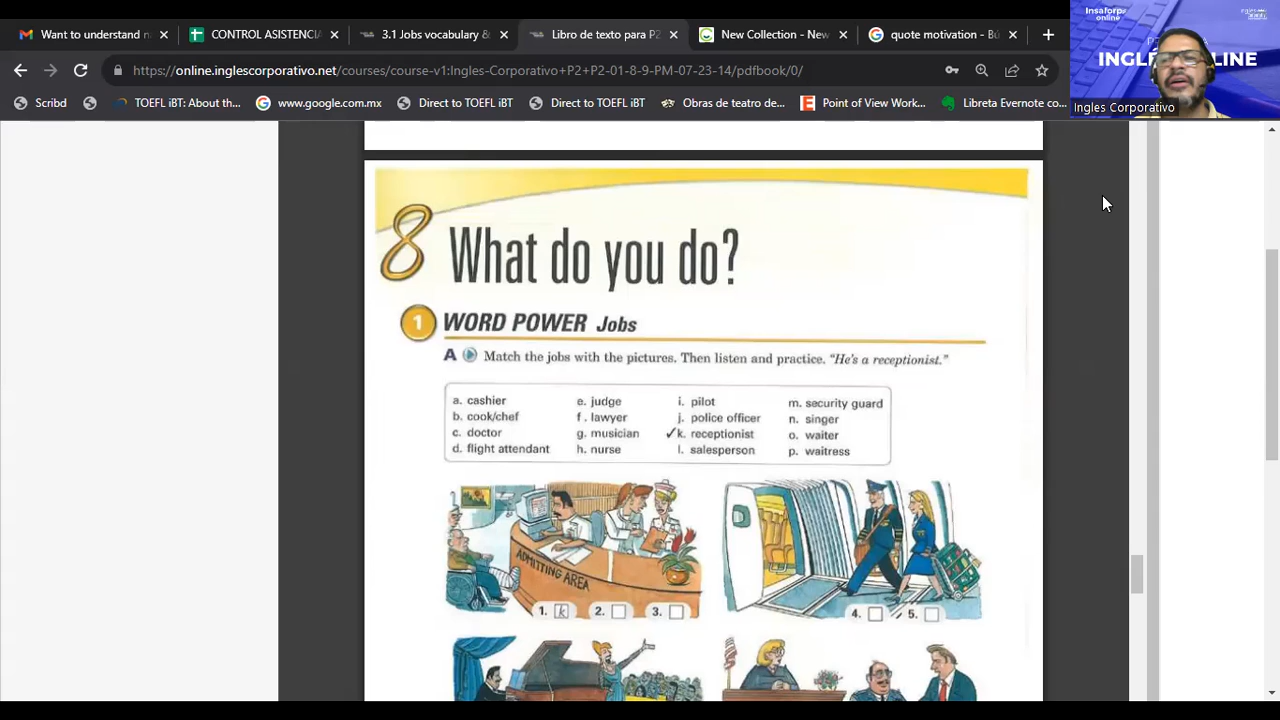 Want to understand n
CONTROL ASISTENCIA
3.1 Jobs vocabulary &
Libro de texto para P2
New Collection - New
quote motivation - Bú
https://online.inglescorporativo.net/courses/course-v1:Ingles-Corporativo+P2+P2-01-8-9-PM-07-23-14/pdfbook/0/
Scribd
TOEFL iBT: About th...
www.google.com.mx
Direct to TOEFL iBT
Direct to TOEFL iBT
Obras de teatro de...
Point of View Work...
Libreta Evernote co...
Insaforp
online
INGLÉ
ONLINE
Ingles Corporativo
8 What do you do?
1 WORD POWER Jobs
A Match the jobs with the pictures. Then listen and practice. "He's a receptionist."
a. cashier
b. cook/chef
c. doctor
d. flight attendant
e. judge
f. lawyer
g. musician
h. nurse
i. pilot
j. police officer
✓k. receptionist
l. salesperson
m. security guard
n. singer
o. waiter
p. waitress
ADMITTING AREA
1. k 2. 3.
4. 5.